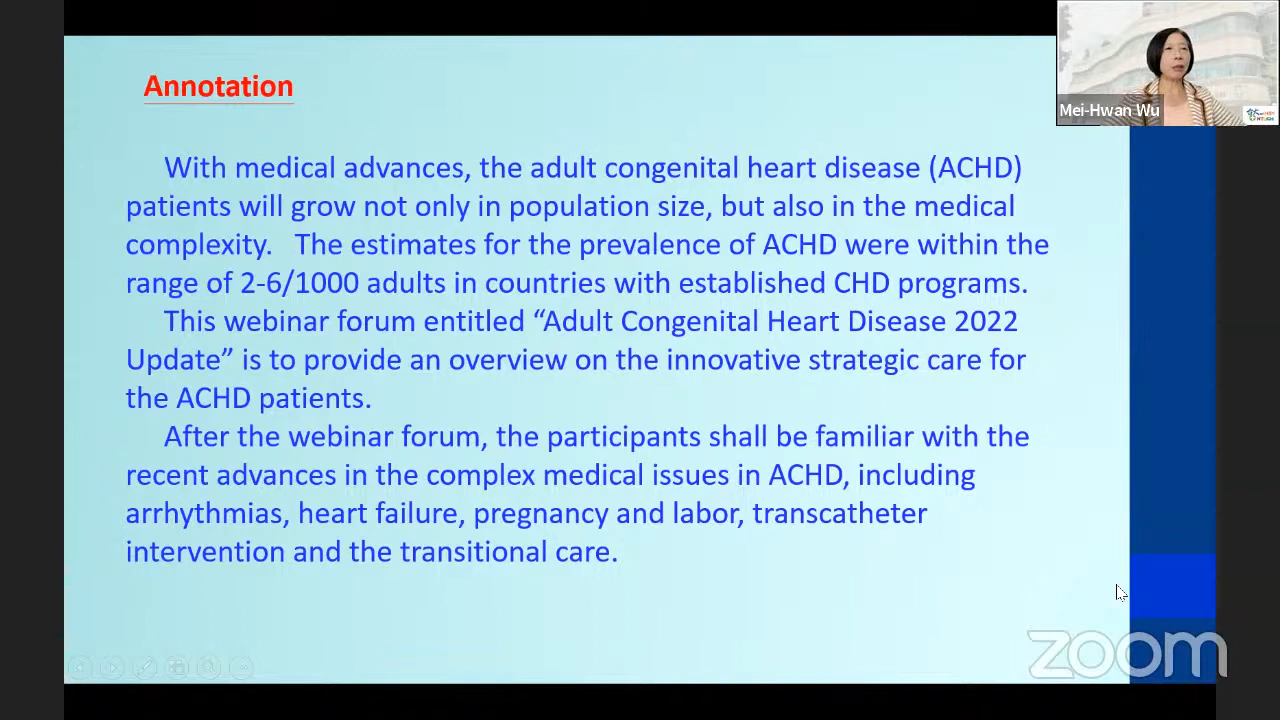 Annotation
With medical advances, the adult congenital heart disease (ACHD)
patients will grow not only in population size, but also in the medical
complexity.   The estimates for the prevalence of ACHD were within the
range of 2-6/1000 adults in countries with established CHD programs.
This webinar forum entitled “Adult Congenital Heart Disease 2022
Update” is to provide an overview on the innovative strategic care for
the ACHD patients.
After the webinar forum, the participants shall be familiar with the
recent advances in the complex medical issues in ACHD, including
arrhythmias, heart failure, pregnancy and labor, transcatheter
intervention and the transitional care.
Mei-Hwan Wu
zoom